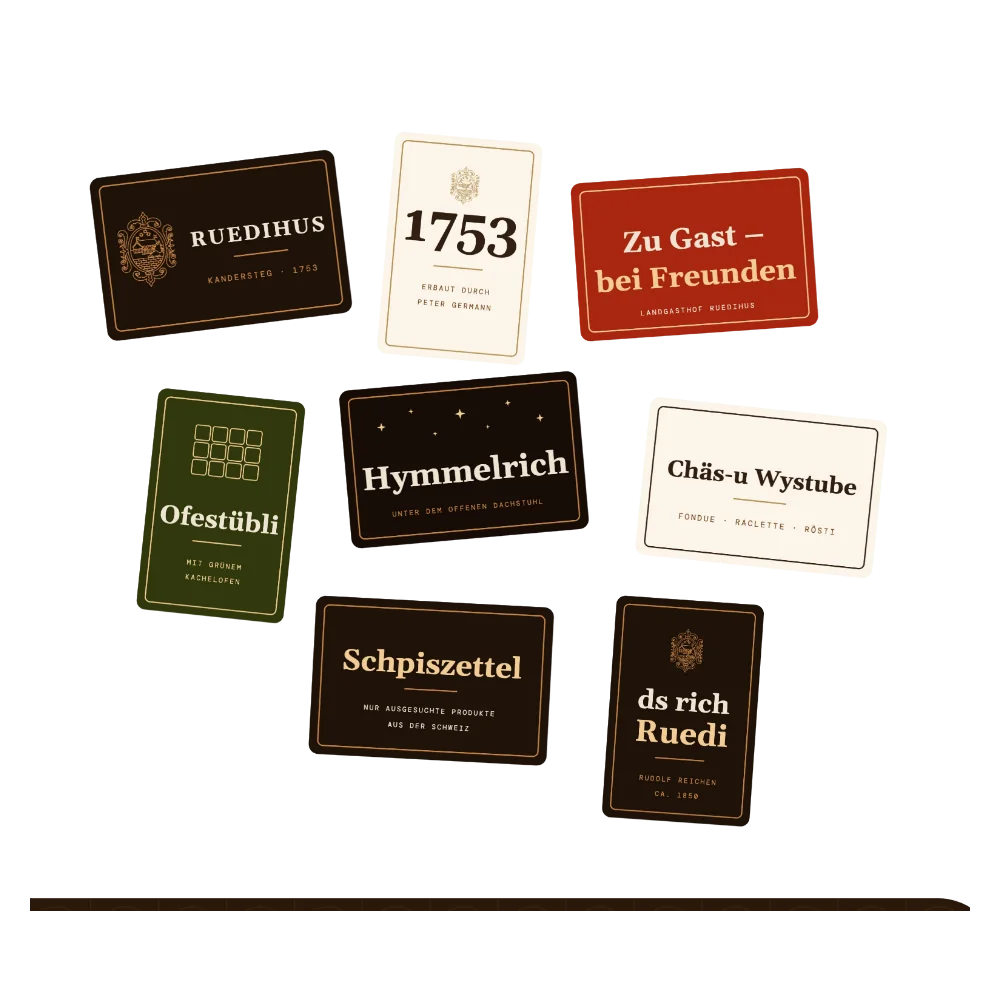 RUEDIHUS
KANDERSTEG · 1753
1753
ERBAUT DURCH
PETER GERMANN
Zu Gast –
bei Freunden
LANDGASTHOF RUEDIHUS
Ofestübli
MIT GRÜNEM
KACHELOFEN
Hymmelrich
UNTER DEM OFFENEN DACHSTUHL
Chäs-u Wystube
FONDUE · RACLETTE · RÖSTI
Schpiszettel
NUR AUSGESUCHTE PRODUKTE
AUS DER SCHWEIZ
ds rich
Ruedi
RUDOLF REICHEN
CA. 1850